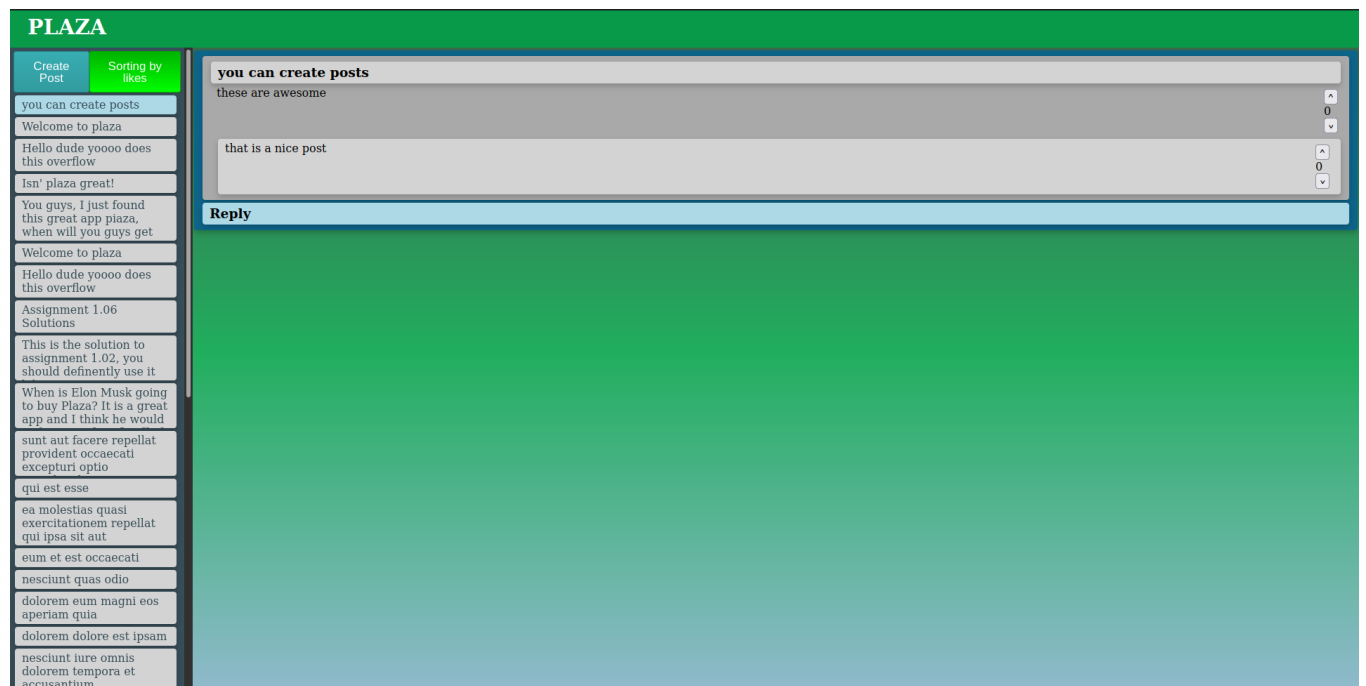 PLAZA
Create
Post
Sorting by
likes
you can create posts
Welcome to plaza
Hello dude yoooo does
this overflow
Isn' plaza great!
You guys, I just found
this great app piaza,
when will you guys get
Welcome to plaza
Hello dude yoooo does
this overflow
Assignment 1.06
Solutions
This is the solution to
assignment 1.02, you
should definently use it
When is Elon Musk going
to buy Plaza? It is a great
app and I think he would
sunt aut facere repellat
provident occaecati
excepturi optio
qui est esse
ea molestias quasi
exercitationem repellat
qui ipsa sit aut
eum et est occaecati
nesciunt quas odio
dolorem eum magni eos
aperiam quia
dolorem dolore est ipsam
nesciunt iure omnis
dolorem tempora et
accusantium
you can create posts
these are awesome
^
0
v
that is a nice post
^
0
v
Reply